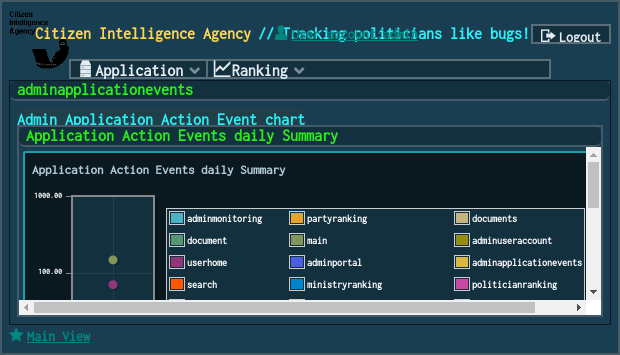 Citizen
Intelligence
Agency
Citizen Intelligence Agency // Tracking politicians like bugs!
Logout
Application
Ranking
adminapplicationevents
Admin Application Action Event chart
Application Action Events daily Summary
Application Action Events daily Summary
1000.00
100.00
adminmonitoring partyranking documents
document main adminuseraccount
userhome adminportal adminapplicationevents
search ministryranking politicianranking
Main View